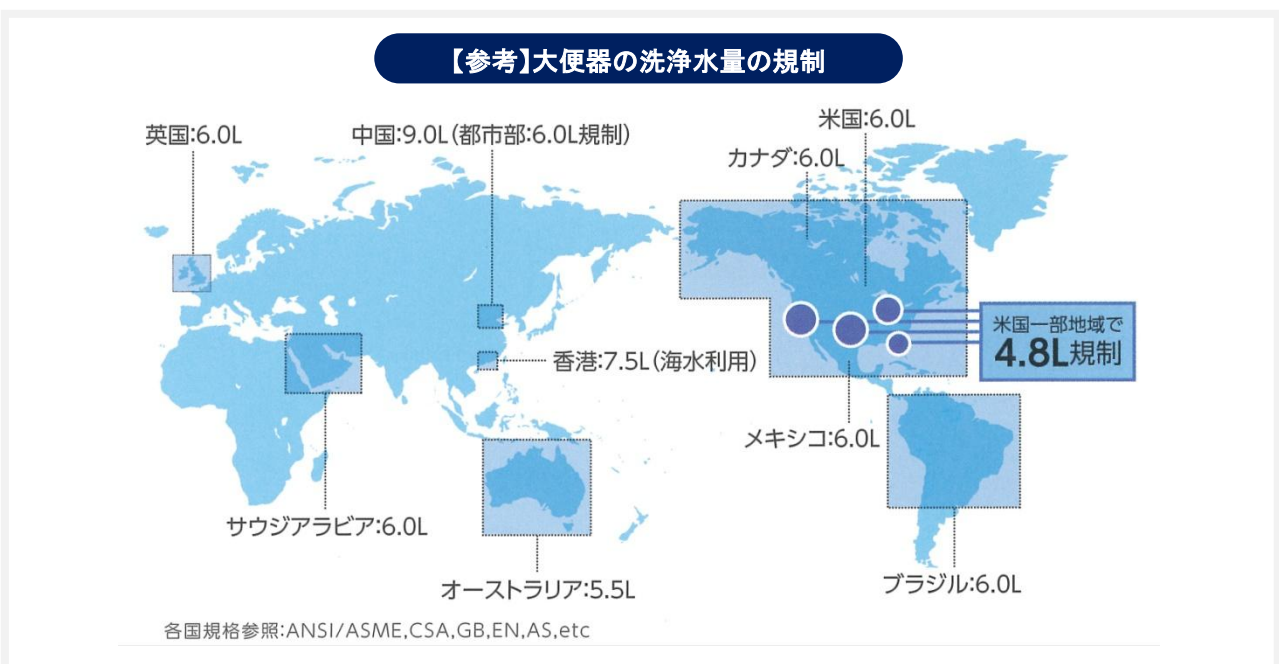 【参考】大便器の洗浄水量の規制
英国:6.0L
中国:9.0L(都市部:6.0L規制)
米国:6.0L
カナダ:6.0L
米国一部地域で
4.8L規制
香港:7.5L(海水利用)
メキシコ:6.0L
サウジアラビア:6.0L
オーストラリア:5.5L
ブラジル:6.0L
各国規格参照:ANSI/ASME,CSA,GB,EN,AS,etc